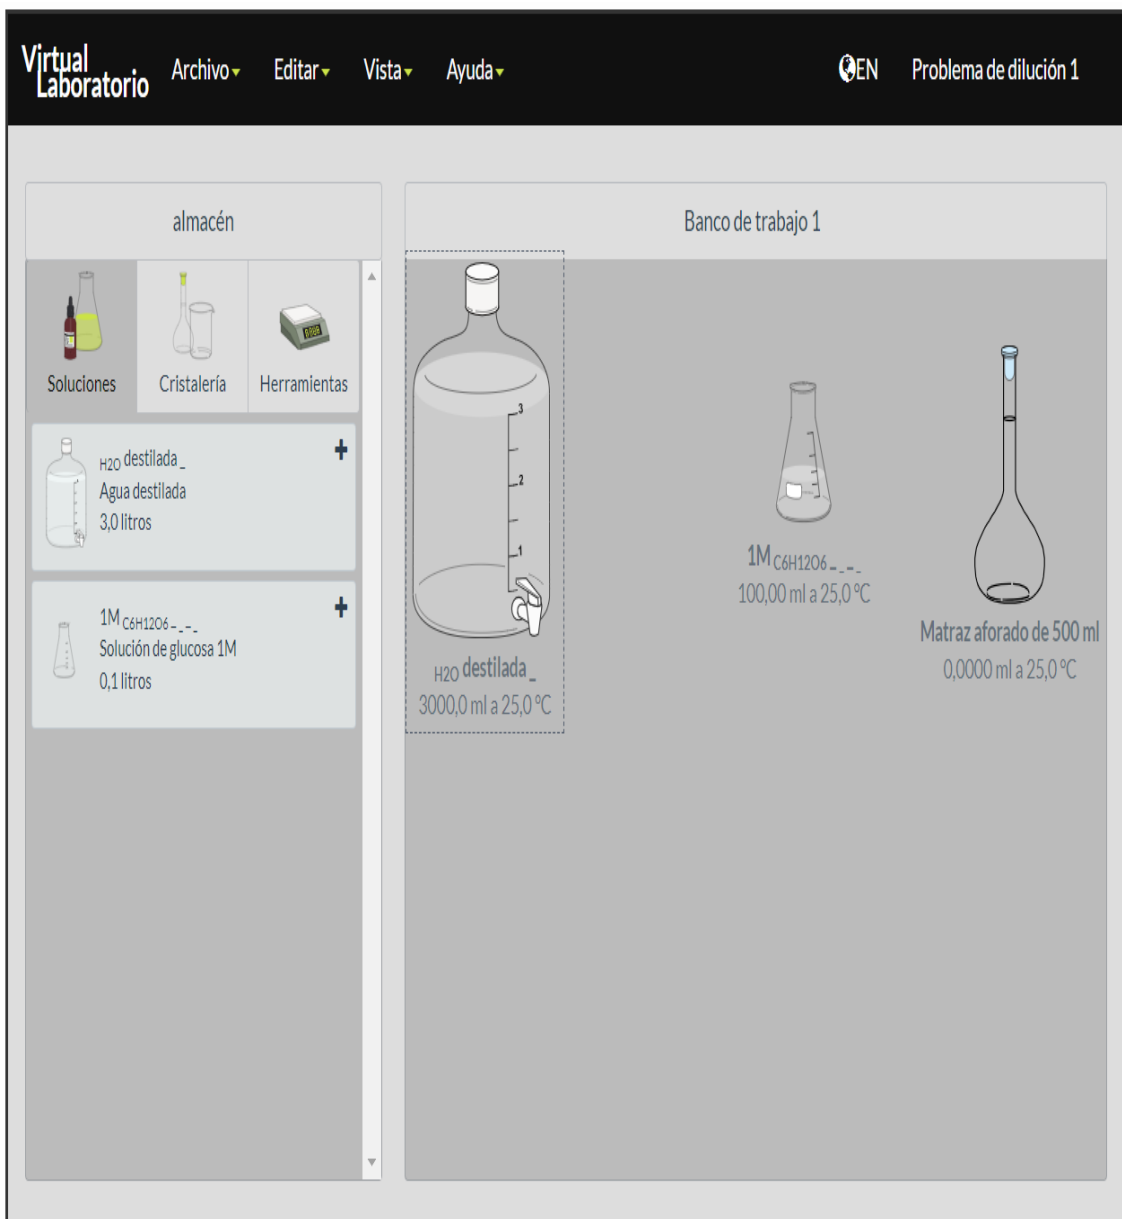 Virtual
Laboratorio
Archivo
Editar
Vista
Ayuda
EN
Problema de dilución 1
almacén
Soluciones
Cristalería
Herramientas
H2O destilada _
Agua destilada
3,0 litros
1M C6H12O6 _ _ _ _
Solución de glucosa 1M
0,1 litros
Banco de trabajo 1
3
2
1
H2O destilada _
3000,0 ml a 25,0 ºC
1M C6H12O6 _ _ _ _
100,00 ml a 25,0 ºC
Matraz aforado de 500 ml
0,0000 ml a 25,0 ºC